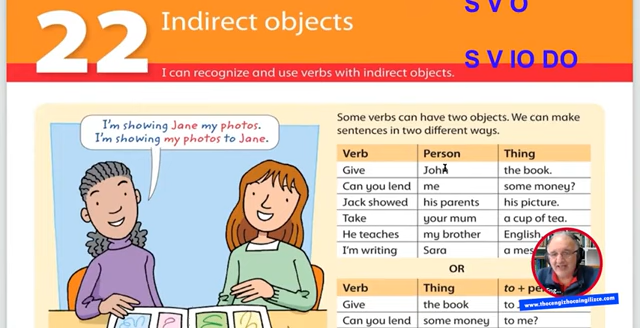 22
Indirect objects
S V O
S V IO DO
I can recognize and use verbs with indirect objects.
I'm showing Jane my photos.
I'm showing my photos to Jane.
Some verbs can have two objects. We can make
sentences in two different ways.
Verb Person Thing
Give John the book.
Can you lend me some money?
Jack showed his parents his picture.
Take your mum a cup of tea.
He teaches my brother English.
I'm writing Sara a
OR
Verb Thing to +
Give the book to
Can you lend some money to me?
www.thecengizhocaingilizce.com